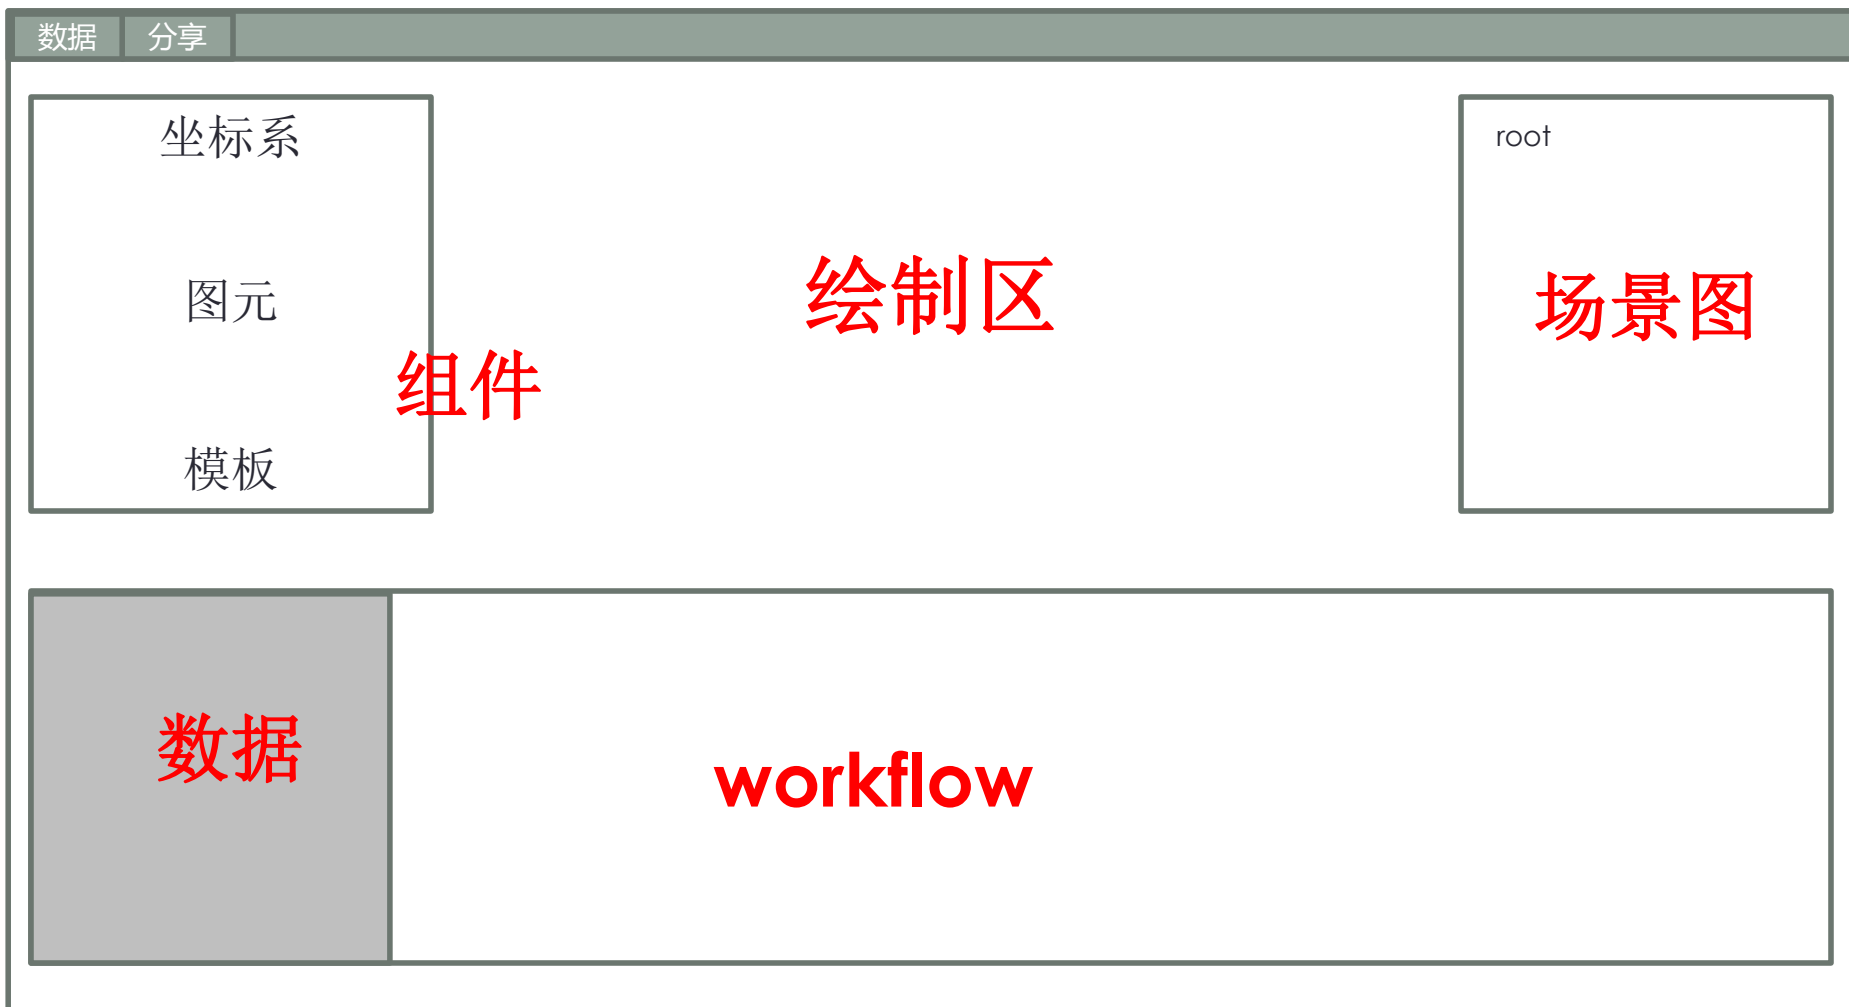 数据 分享
坐标系
root
图元
绘制区
场景图
组件
模板
数据
workflow